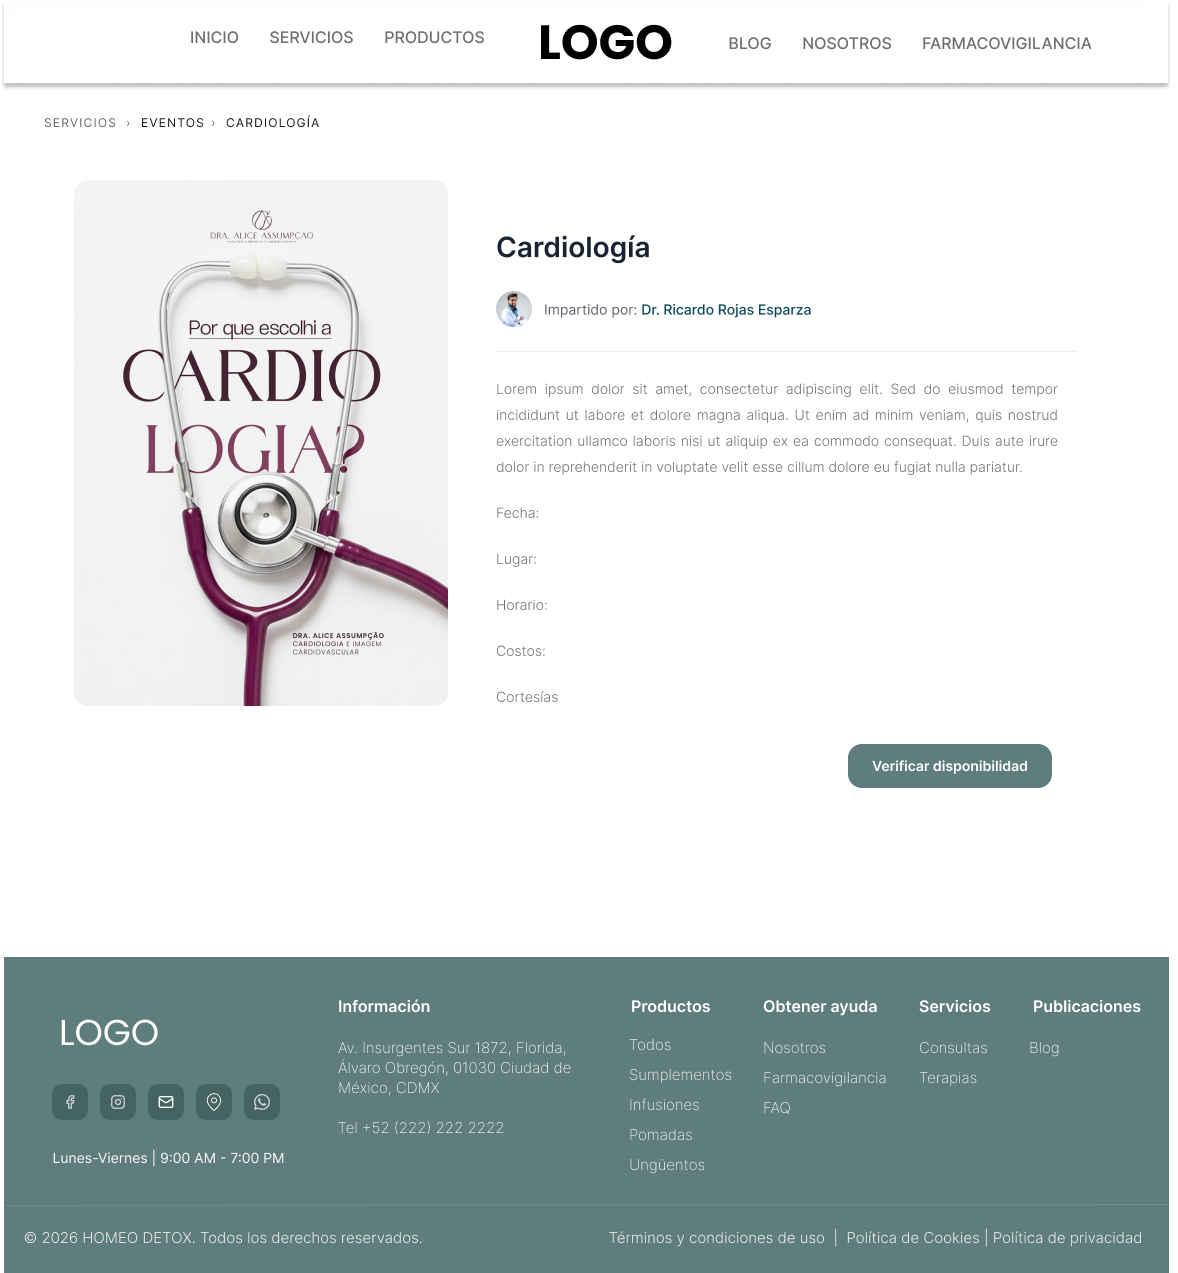 INICIO SERVICIOS PRODUCTOS LOGO BLOG NOSOTROS FARMACOVIGILANCIA
SERVICIOS › EVENTOS › CARDIOLOGÍA
DRA. ALICE ASSUMPÇÃO
Por que escolhi a
CARDIO
LOGIA?
DRA. ALICE ASSUMPÇÃO
CARDIOLOGIA E IMAGEM
CARDIOVASCULAR
Cardiología
Impartido por: Dr. Ricardo Rojas Esparza
Lorem ipsum dolor sit amet, consectetur adipiscing elit. Sed do eiusmod tempor
incididunt ut labore et dolore magna aliqua. Ut enim ad minim veniam, quis nostrud
exercitation ullamco laboris nisi ut aliquip ex ea commodo consequat. Duis aute irure
dolor in reprehenderit in voluptate velit esse cillum dolore eu fugiat nulla pariatur.
Fecha:
Lugar:
Horario:
Costos:
Cortesías
Verificar disponibilidad
LOGO
Lunes-Viernes | 9:00 AM - 7:00 PM
Información
Av. Insurgentes Sur 1872, Florida,
Álvaro Obregón, 01030 Ciudad de
México, CDMX
Tel +52 (222) 222 2222
Productos
Todos
Sumplementos
Infusiones
Pomadas
Ungüentos
Obtener ayuda
Nosotros
Farmacovigilancia
FAQ
Servicios
Consultas
Terapias
Publicaciones
Blog
© 2026 HOMEO DETOX. Todos los derechos reservados.
Términos y condiciones de uso | Política de Cookies | Política de privacidad